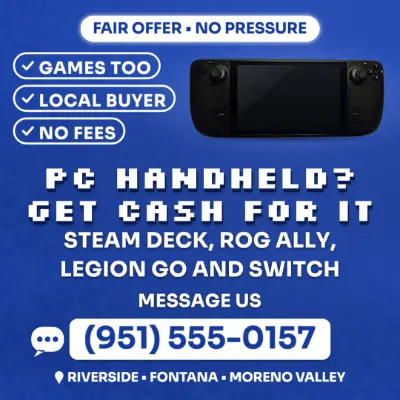 FAIR OFFER • NO PRESSURE
GAMES TOO
LOCAL BUYER
NO FEES
PC HANDHELD?
GET CASH FOR IT
STEAM DECK, ROG ALLY,
LEGION GO AND SWITCH
MESSAGE US
(951) 555-0157
RIVERSIDE • FONTANA • MORENO VALLEY